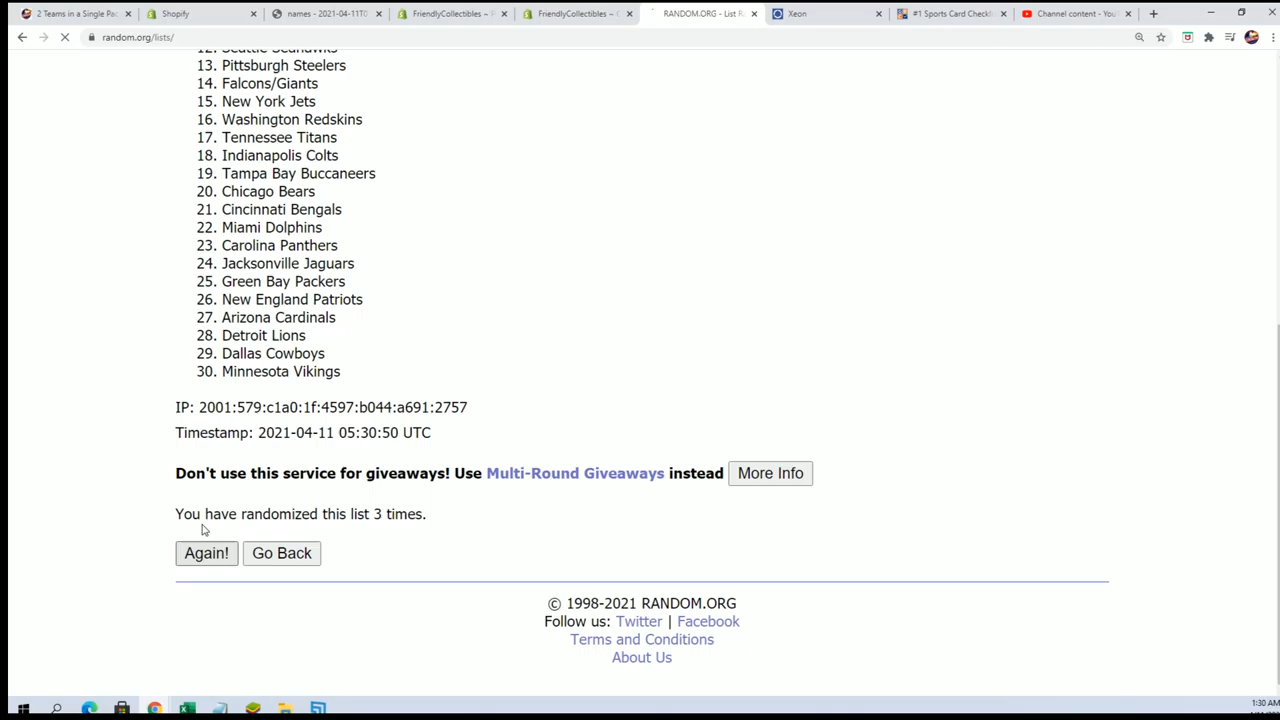 2 Teams in a Single Pac
Shopify
names - 2021-04-11T0
FriendlyCollectibles ~ P
FriendlyCollectibles ~ C
RANDOM.ORG - List R
Xeon
#1 Sports Card Checkli
Channel content - You
random.org/lists/
12. Seattle Seahawks
13. Pittsburgh Steelers
14. Falcons/Giants
15. New York Jets
16. Washington Redskins
17. Tennessee Titans
18. Indianapolis Colts
19. Tampa Bay Buccaneers
20. Chicago Bears
21. Cincinnati Bengals
22. Miami Dolphins
23. Carolina Panthers
24. Jacksonville Jaguars
25. Green Bay Packers
26. New England Patriots
27. Arizona Cardinals
28. Detroit Lions
29. Dallas Cowboys
30. Minnesota Vikings
IP: 2001:579:c1a0:1f:4597:b044:a691:2757
Timestamp: 2021-04-11 05:30:50 UTC
Don't use this service for giveaways! Use Multi-Round Giveaways instead More Info
You have randomized this list 3 times.
Again! Go Back
© 1998-2021 RANDOM.ORG
Follow us: Twitter | Facebook
Terms and Conditions
About Us
1:30 AM